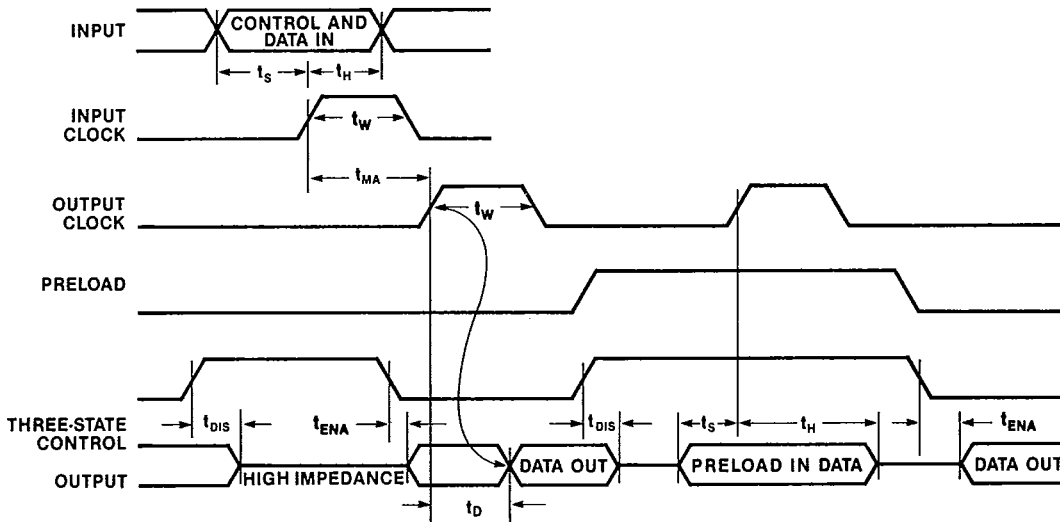 INPUT
CONTROL AND
DATA IN
tS
tH
INPUT
CLOCK
tW
tMA
OUTPUT
CLOCK
tW
PRELOAD
THREE-STATE
CONTROL
tDIS
tENA
tDIS
tS
tH
tENA
OUTPUT
HIGH IMPEDANCE
DATA OUT
PRELOAD IN DATA
DATA OUT
tD